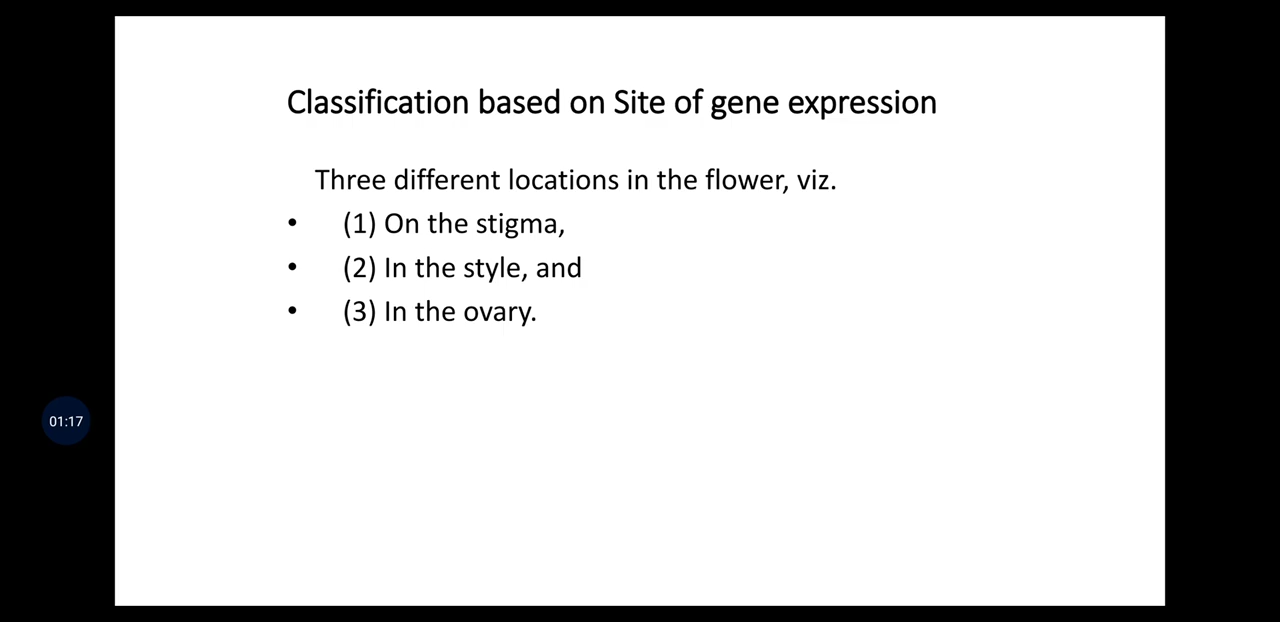 Classification based on Site of gene expression
Three different locations in the flower, viz.
• (1) On the stigma,
• (2) In the style, and
• (3) In the ovary.
01:17